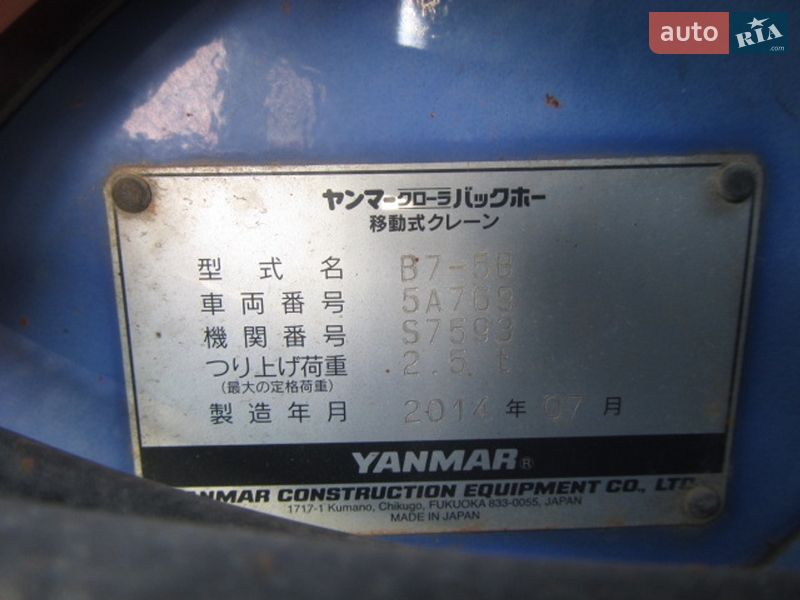 auto RIA.com
ヤンマークローラバックホー
移動式クレーン
型式名 B7-5B
車両番号 5A769
機関番号 S7593
つり上げ荷重 2.5 t
(最大の定格荷重)
製造年月 2014 年 07 月
YANMAR®
YANMAR CONSTRUCTION EQUIPMENT CO., LTD.
1717-1 Kumano, Chikugo, FUKUOKA 833-0055, JAPAN
MADE IN JAPAN